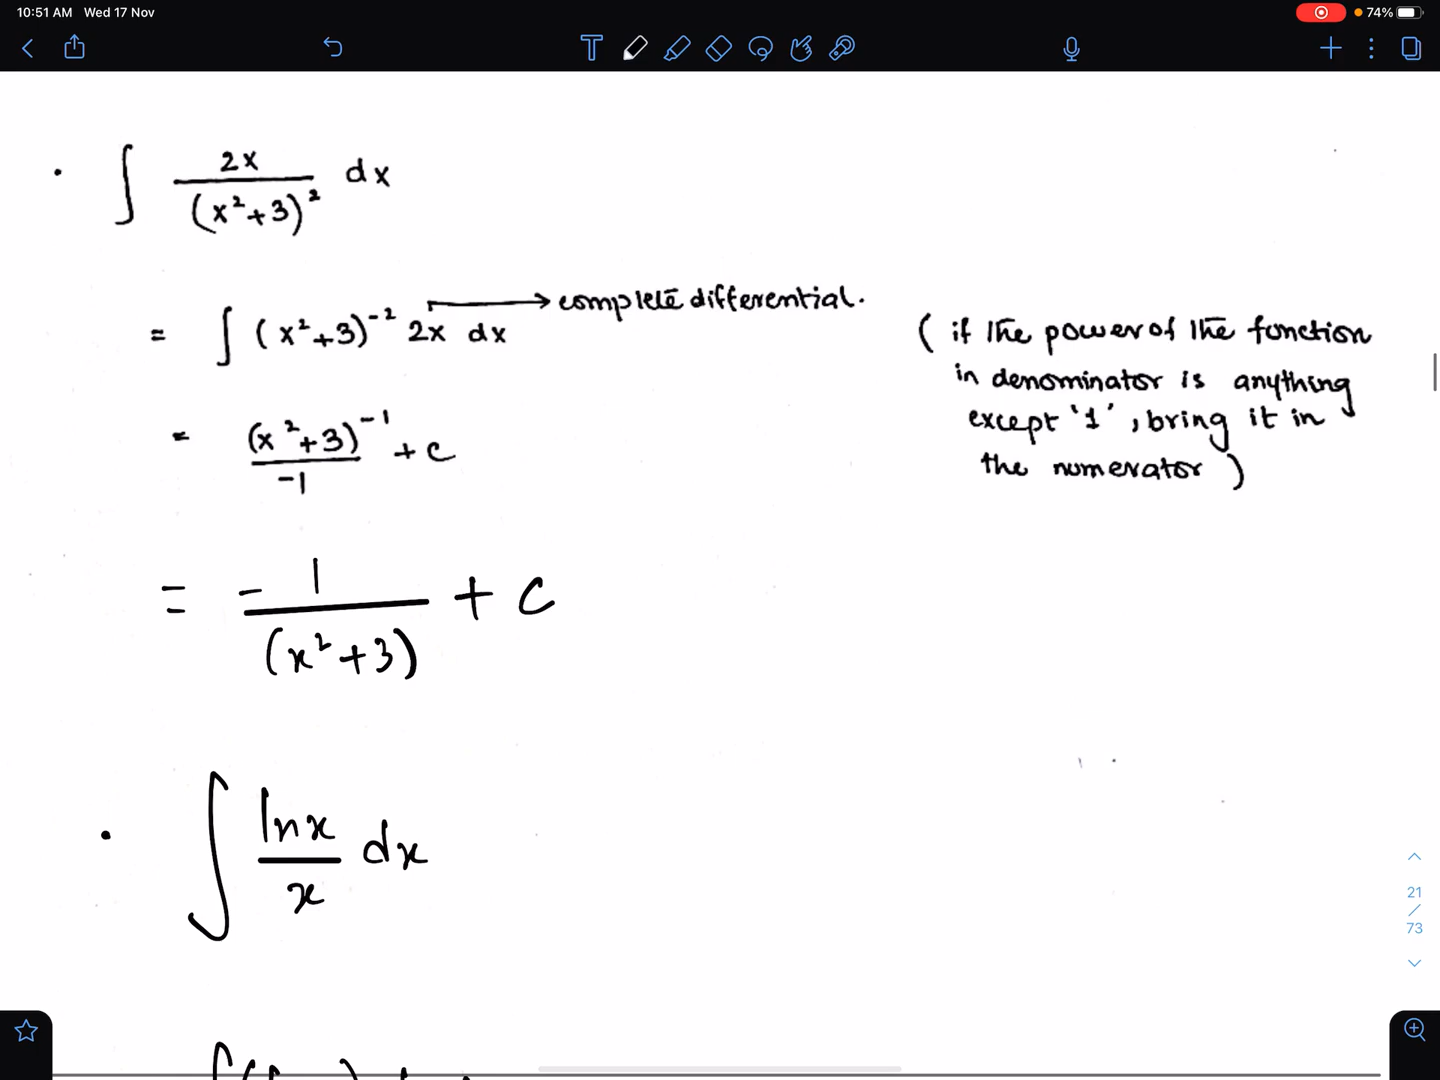 10:51 AM Wed 17 Nov
74%
∫ 2x / (x²+3)² dx
= ∫ (x²+3)⁻² 2x dx → complete differential.
( if the power of the function
in denominator is anything
except '1', bring it in
the numerator )
= (x²+3)⁻¹ / -1 + c
= - 1 / (x²+3) + c
∫ lnx / x dx
21
/
73